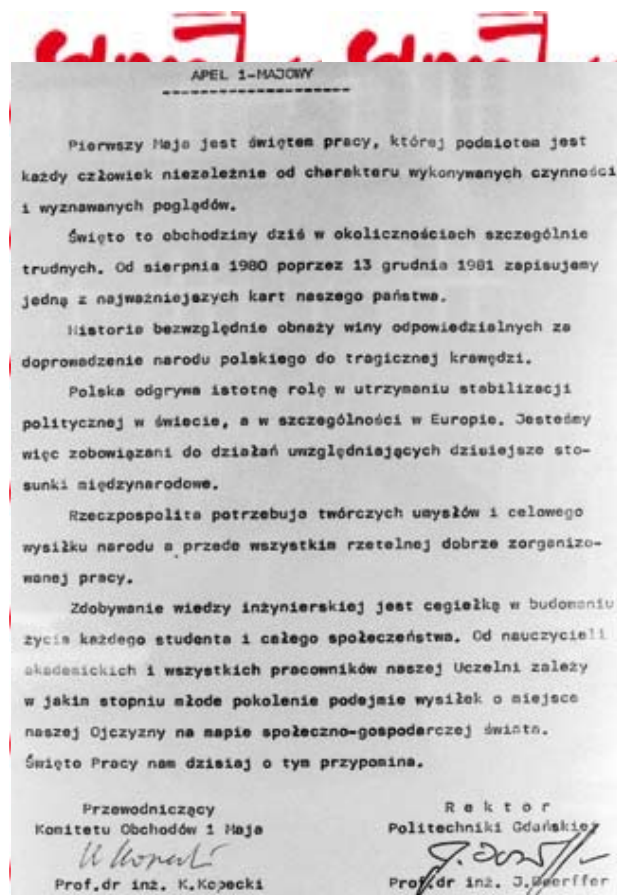 APEL 1-MAJOWY
Pierwszy Maja jest świętem pracy, której podmiotem jest
każdy człowiek niezależnie od charakteru wykonywanych czynności
i wyznawanych poglądów.
Święto to obchodzimy dziś w okolicznościach szczególnie
trudnych. Od sierpnia 1980 poprzez 13 grudnia 1981 zapisujemy
jedną z najważniejszych kart naszego państwa.
Historia bezwzględnie obnaży winy odpowiedzialnych za
doprowadzenie narodu polskiego do tragicznej krawędzi.
Polska odgrywa istotną rolę w utrzymaniu stabilizacji
politycznej w świecie, a w szczególności w Europie. Jesteśmy
więc zobowiązani do działań uwzględniających dzisiejsze sto-
sunki międzynarodowe.
Rzeczpospolita potrzebuje twórczych umysłów i celowego
wysiłku narodu a przede wszystkim rzetelnej dobrze zorganizo-
wanej pracy.
Zdobywanie wiedzy inżynierskiej jest cegiełką w budowaniu
życia każdego studenta i całego społeczeństwa. Od nauczycieli
akademickich i wszystkich pracowników naszej Uczelni zależy
w jakim stopniu młode pokolenie podejmie wysiłek o miejsce
naszej Ojczyzny na mapie społeczno-gospodarczej świata.
Święto Pracy nam dzisiaj o tym przypomina.
Przewodniczący
Komitetu Obchodów 1 Maja
K Kopecki
Prof.dr inż. K.Kopecki
R e k t o r
Politechniki Gdańskiej
Prof.dr inż. J.Doerffer